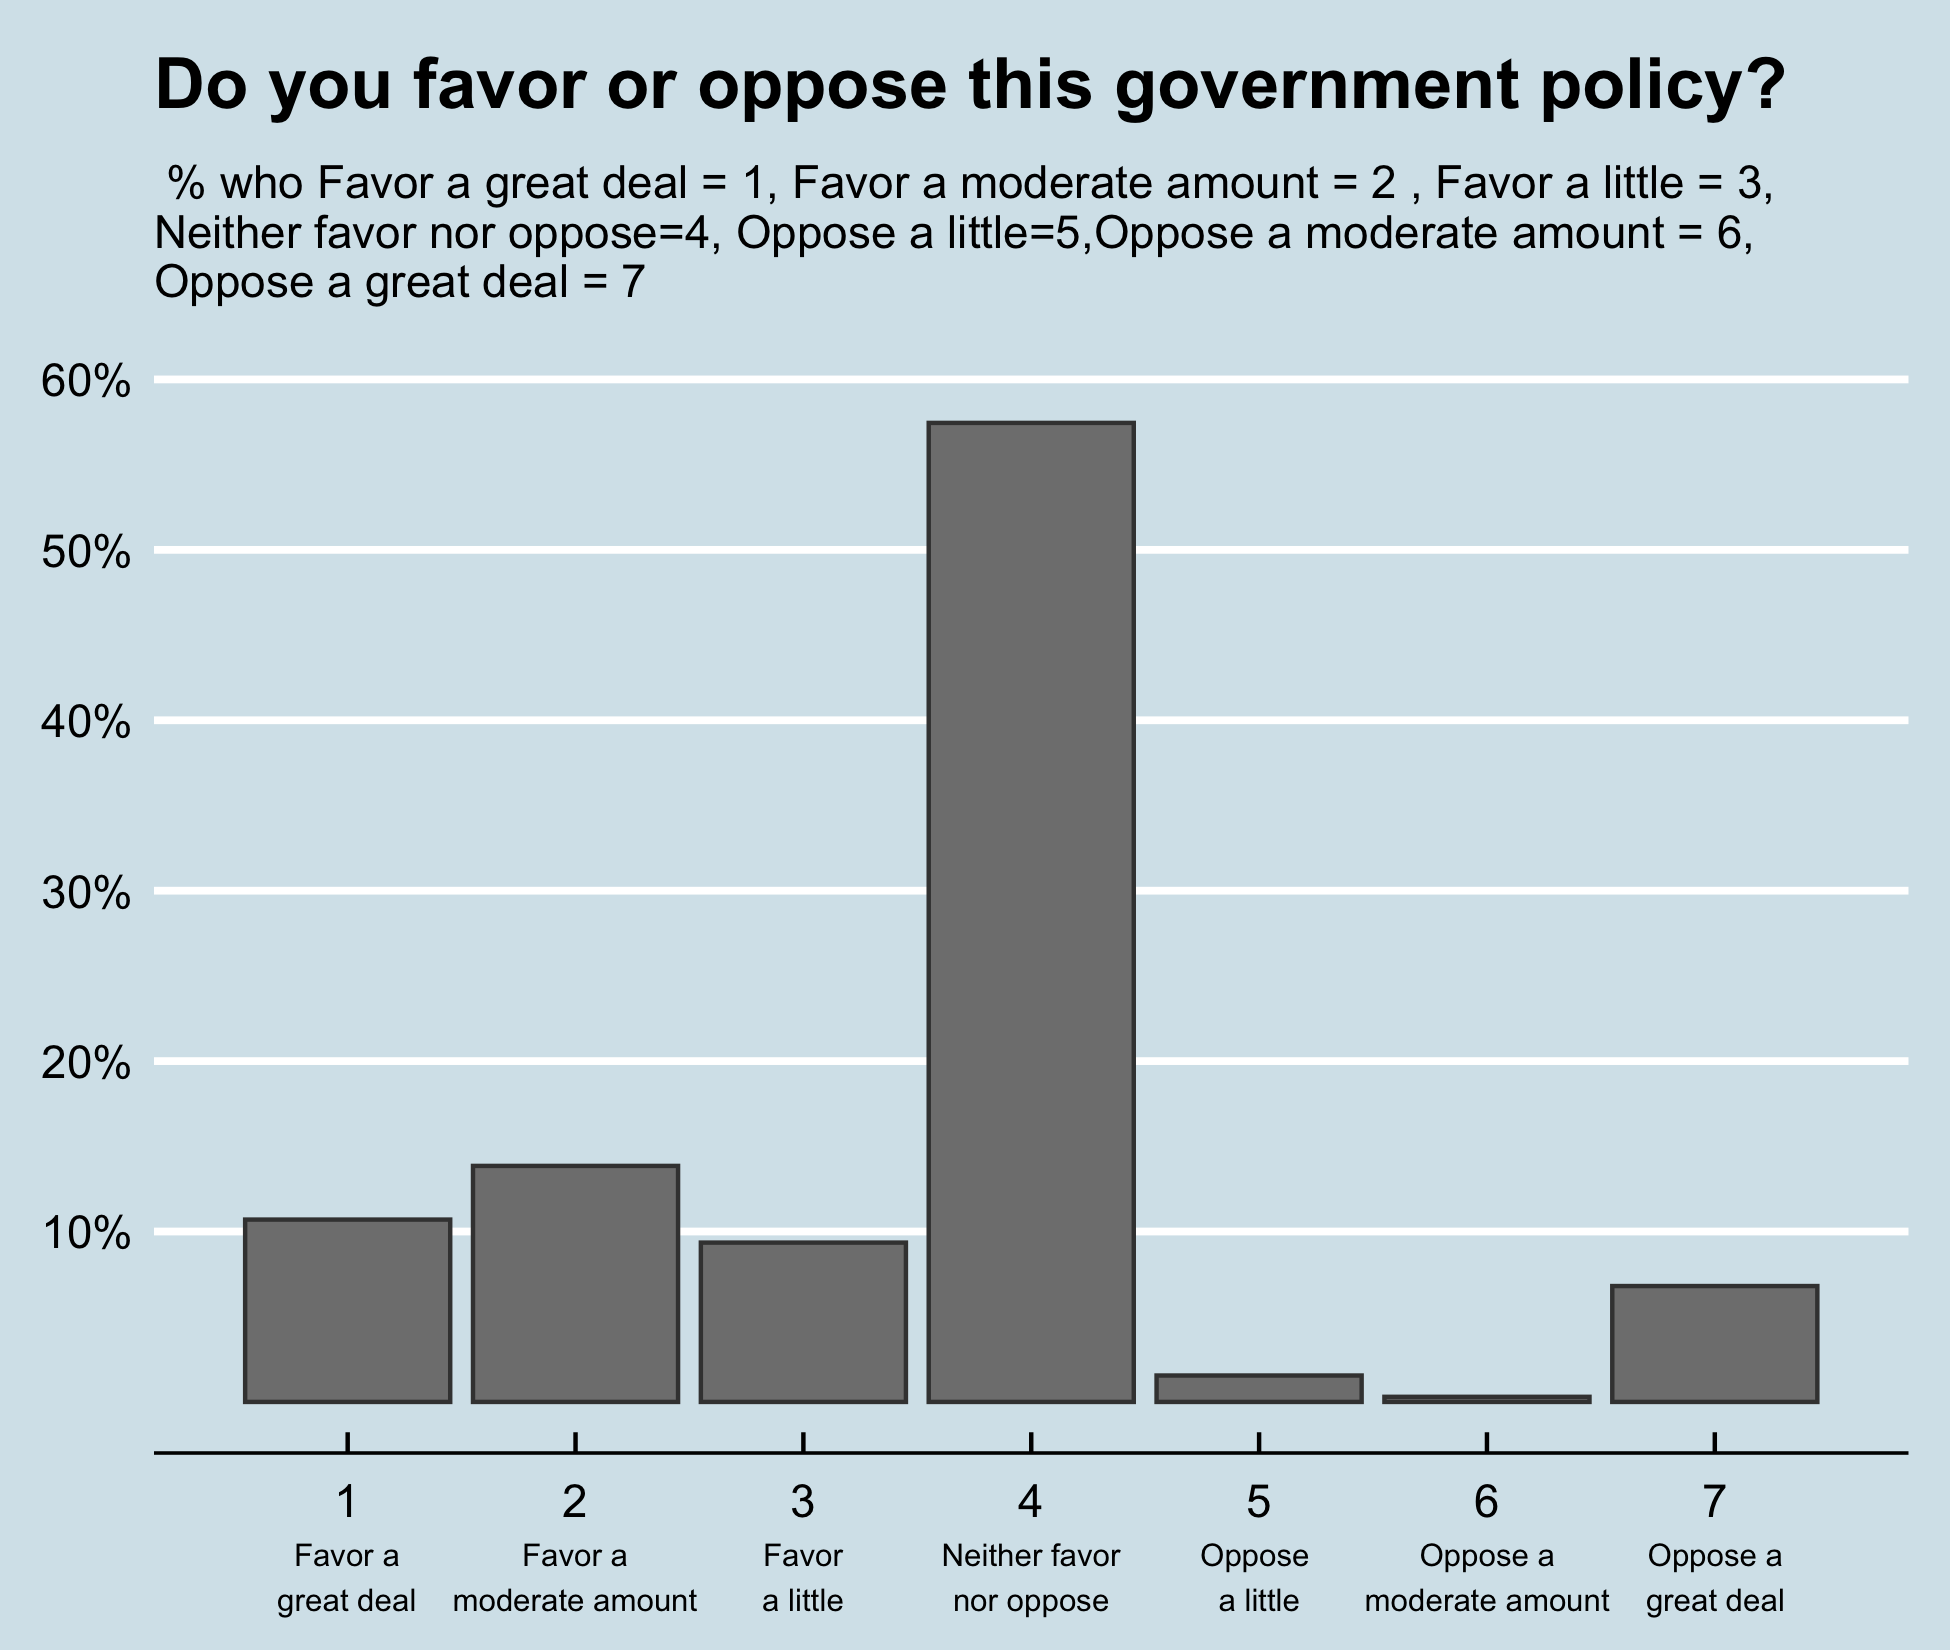 Do you favor or oppose this government policy?
% who Favor a great deal = 1, Favor a moderate amount = 2 , Favor a little = 3,
Neither favor nor oppose=4, Oppose a little=5,Oppose a moderate amount = 6,
Oppose a great deal = 7
60%
50%
40%
30%
20%
10%
1 2 3 4 5 6 7
Favor a Favor a Favor Neither favor Oppose Oppose a Oppose a
great deal moderate amount a little nor oppose a little moderate amount great deal